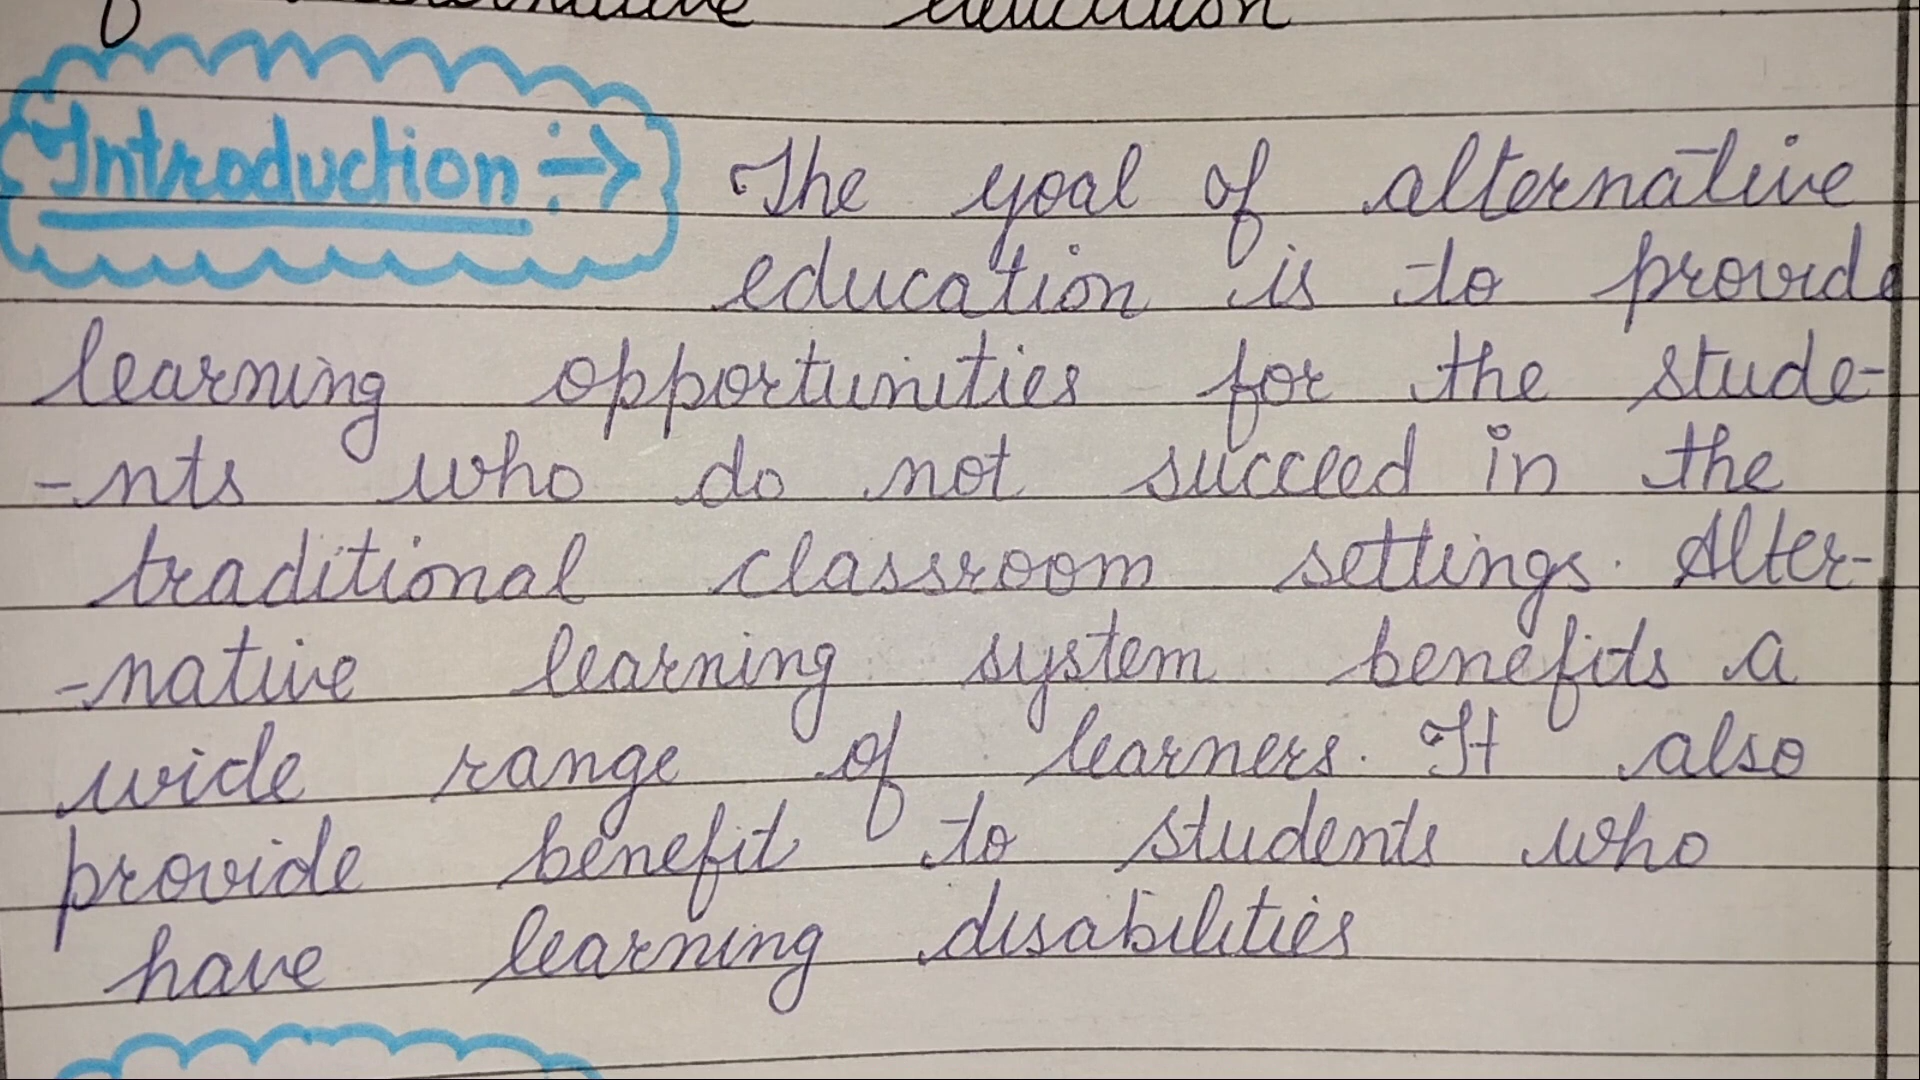 education
Introduction :→ The goal of alternative
education is to provide
learning opportunities for the stude-
-nts who do not succeed in the
traditional classroom settings. Alter-
-native learning system benefits a
wide range of learners. It also
provide benefit to students who
have learning disabilities